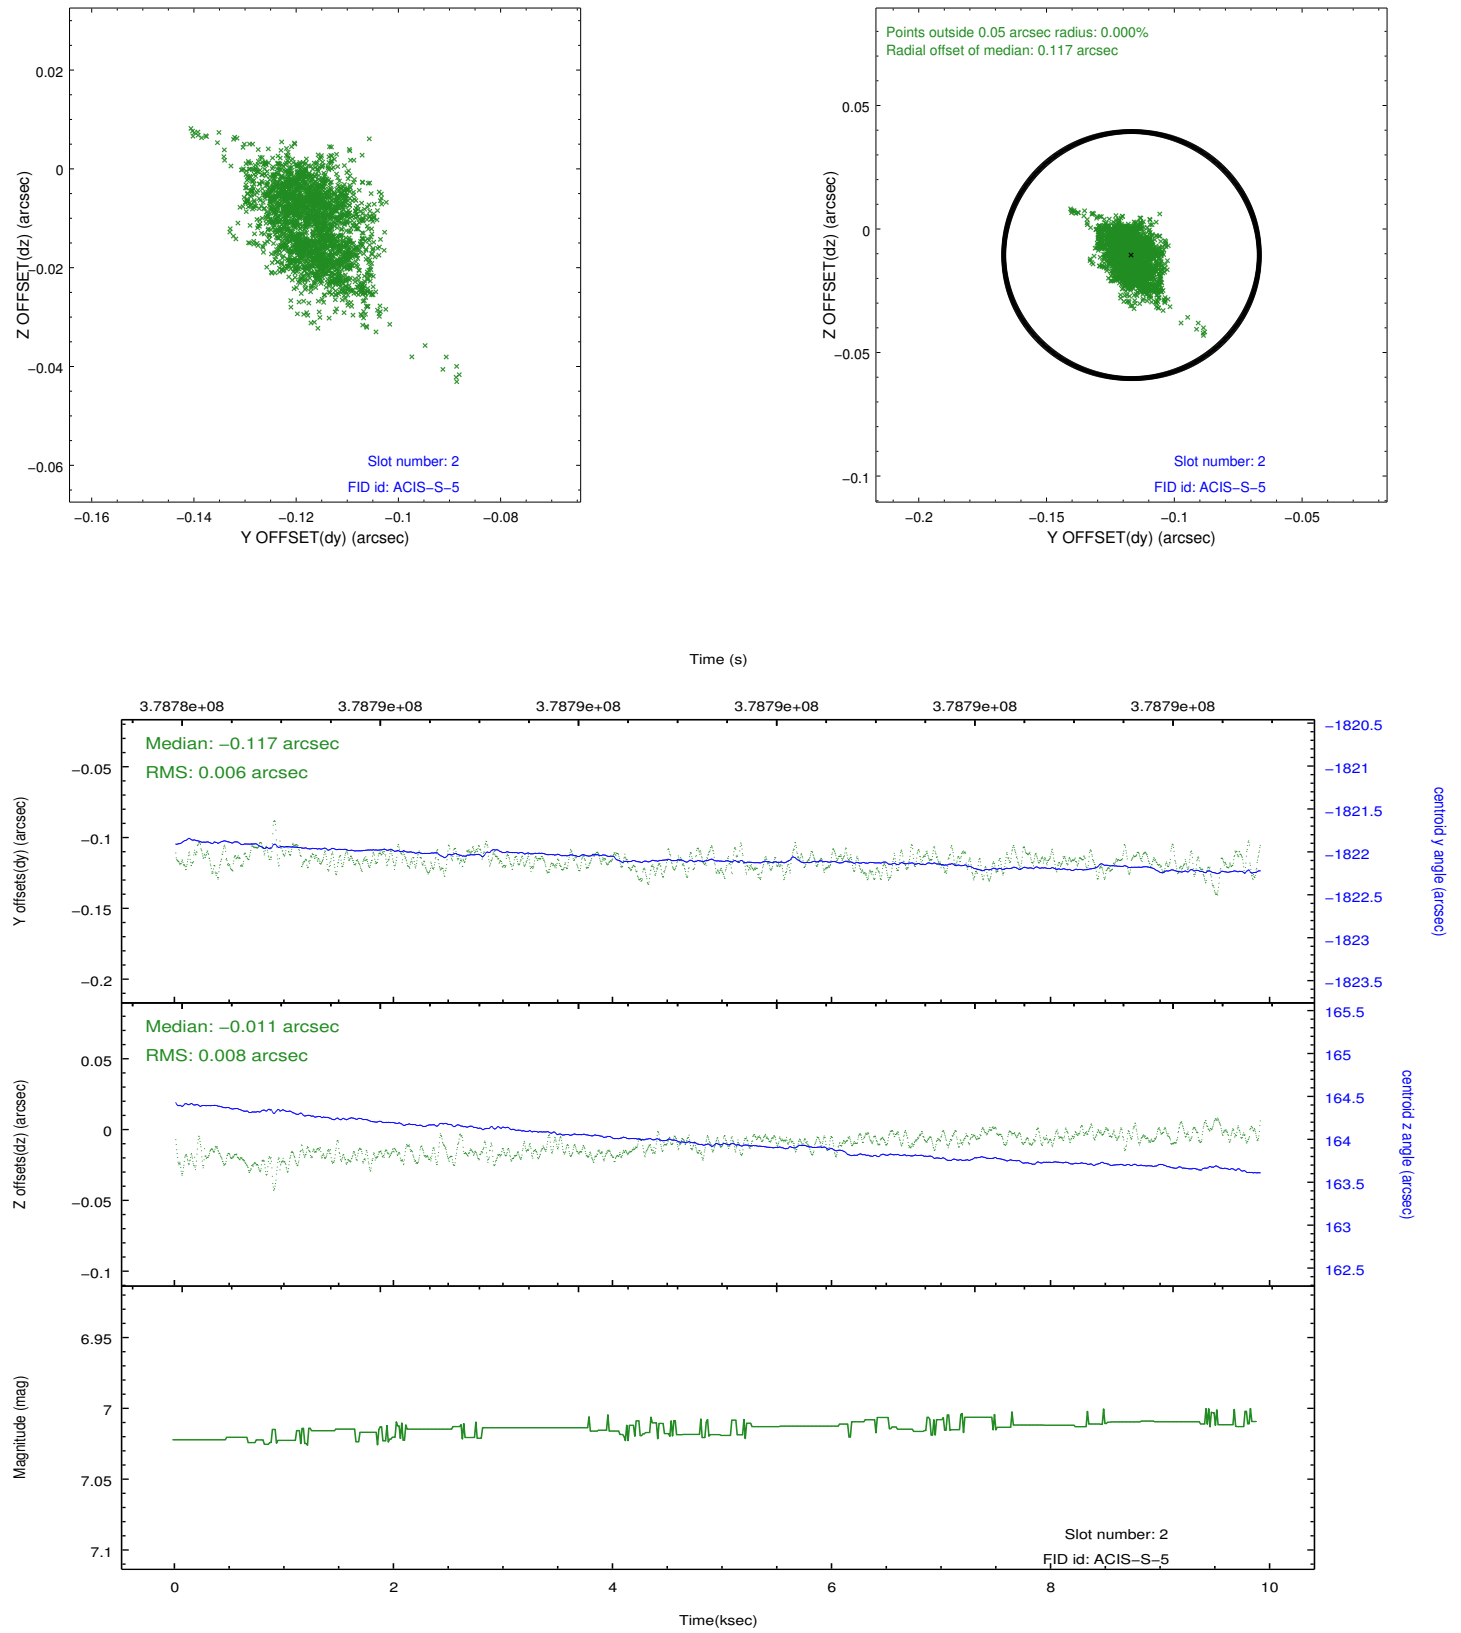 0.02
0
−0.02
−0.04
−0.06
Z OFFSET(dz) (arcsec)
Slot number: 2
FID id: ACIS−S−5
−0.16 −0.14 −0.12 −0.1 −0.08
Y OFFSET(dy) (arcsec)
Points outside 0.05 arcsec radius: 0.000%
Radial offset of median: 0.117 arcsec
0.05
0
−0.05
−0.1
Z OFFSET(dz) (arcsec)
Slot number: 2
FID id: ACIS−S−5
−0.2 −0.15 −0.1 −0.05
Y OFFSET(dy) (arcsec)
Time (s)
3.7878e+08 3.7879e+08 3.7879e+08 3.7879e+08 3.7879e+08 3.7879e+08
Median: −0.117 arcsec
RMS: 0.006 arcsec
−0.05
−0.1
−0.15
−0.2
Y offsets(dy) (arcsec)
−1820.5
−1821
−1821.5
−1822
−1822.5
−1823
−1823.5
centroid y angle (arcsec)
Median: −0.011 arcsec
RMS: 0.008 arcsec
0.05
0
−0.05
−0.1
Z offsets(dz) (arcsec)
165.5
165
164.5
164
163.5
163
162.5
centroid z angle (arcsec)
6.95
7
7.05
7.1
Magnitude (mag)
Slot number: 2
FID id: ACIS−S−5
0 2 4 6 8 10
Time(ksec)